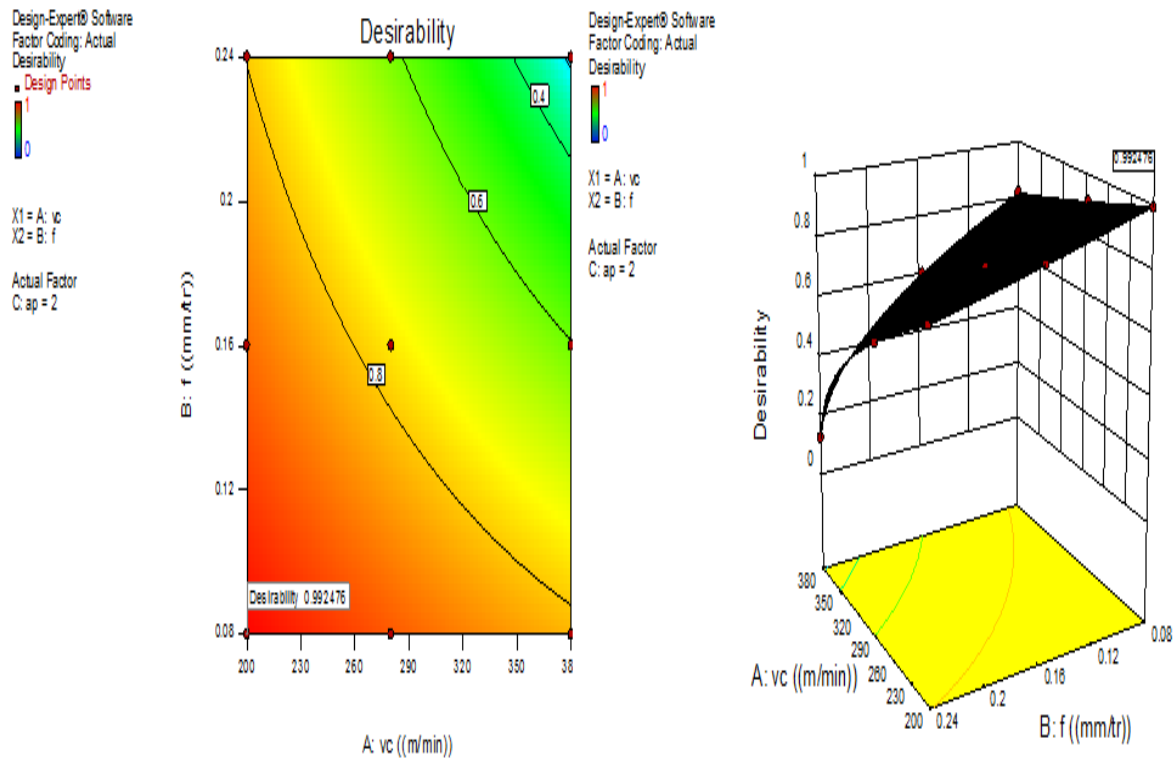 Design-Expert® Software
Factor Coding: Actual
Desirability
Design Points
1
0
X1 = A: vc
X2 = B: f
Actual Factor
C: ap = 2
Desirability
0.24
0.2
0.16
0.12
0.08
B: f ((mm/tr))
0.4
0.6
0.8
Desirability 0.992476
200
230
260
290
320
350
38
A: vc ((m/min))
Design-Expert® Software
Factor Coding: Actual
Desirability
1
0
X1 = A: vc
X2 = B: f
Actual Factor
C: ap = 2
0.992476
1
0.8
0.6
0.4
0.2
0
Desirability
380
350
320
290
260
230
200
A: vc ((m/min))
0.24
0.2
0.16
0.12
0.08
B: f ((mm/tr))